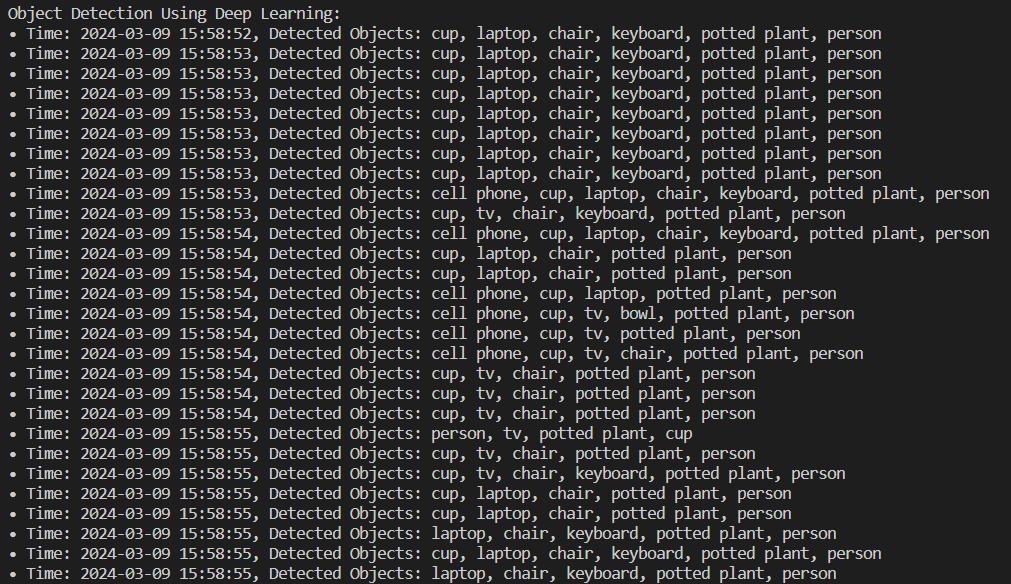 Object Detection Using Deep Learning:
• Time: 2024-03-09 15:58:52, Detected Objects: cup, laptop, chair, keyboard, potted plant, person
• Time: 2024-03-09 15:58:53, Detected Objects: cup, laptop, chair, keyboard, potted plant, person
• Time: 2024-03-09 15:58:53, Detected Objects: cup, laptop, chair, keyboard, potted plant, person
• Time: 2024-03-09 15:58:53, Detected Objects: cup, laptop, chair, keyboard, potted plant, person
• Time: 2024-03-09 15:58:53, Detected Objects: cup, laptop, chair, keyboard, potted plant, person
• Time: 2024-03-09 15:58:53, Detected Objects: cup, laptop, chair, keyboard, potted plant, person
• Time: 2024-03-09 15:58:53, Detected Objects: cup, laptop, chair, keyboard, potted plant, person
• Time: 2024-03-09 15:58:53, Detected Objects: cup, laptop, chair, keyboard, potted plant, person
• Time: 2024-03-09 15:58:53, Detected Objects: cell phone, cup, laptop, chair, keyboard, potted plant, person
• Time: 2024-03-09 15:58:53, Detected Objects: cup, tv, chair, keyboard, potted plant, person
• Time: 2024-03-09 15:58:54, Detected Objects: cell phone, cup, laptop, chair, keyboard, potted plant, person
• Time: 2024-03-09 15:58:54, Detected Objects: cup, laptop, chair, potted plant, person
• Time: 2024-03-09 15:58:54, Detected Objects: cup, laptop, chair, potted plant, person
• Time: 2024-03-09 15:58:54, Detected Objects: cell phone, cup, laptop, potted plant, person
• Time: 2024-03-09 15:58:54, Detected Objects: cell phone, cup, tv, bowl, potted plant, person
• Time: 2024-03-09 15:58:54, Detected Objects: cell phone, cup, tv, potted plant, person
• Time: 2024-03-09 15:58:54, Detected Objects: cell phone, cup, tv, chair, potted plant, person
• Time: 2024-03-09 15:58:54, Detected Objects: cup, tv, chair, potted plant, person
• Time: 2024-03-09 15:58:54, Detected Objects: cup, tv, chair, potted plant, person
• Time: 2024-03-09 15:58:54, Detected Objects: cup, tv, chair, potted plant, person
• Time: 2024-03-09 15:58:55, Detected Objects: person, tv, potted plant, cup
• Time: 2024-03-09 15:58:55, Detected Objects: cup, tv, chair, potted plant, person
• Time: 2024-03-09 15:58:55, Detected Objects: cup, tv, chair, keyboard, potted plant, person
• Time: 2024-03-09 15:58:55, Detected Objects: cup, laptop, chair, potted plant, person
• Time: 2024-03-09 15:58:55, Detected Objects: cup, laptop, chair, potted plant, person
• Time: 2024-03-09 15:58:55, Detected Objects: laptop, chair, keyboard, potted plant, person
• Time: 2024-03-09 15:58:55, Detected Objects: cup, laptop, chair, keyboard, potted plant, person
• Time: 2024-03-09 15:58:55, Detected Objects: laptop, chair, keyboard, potted plant, person